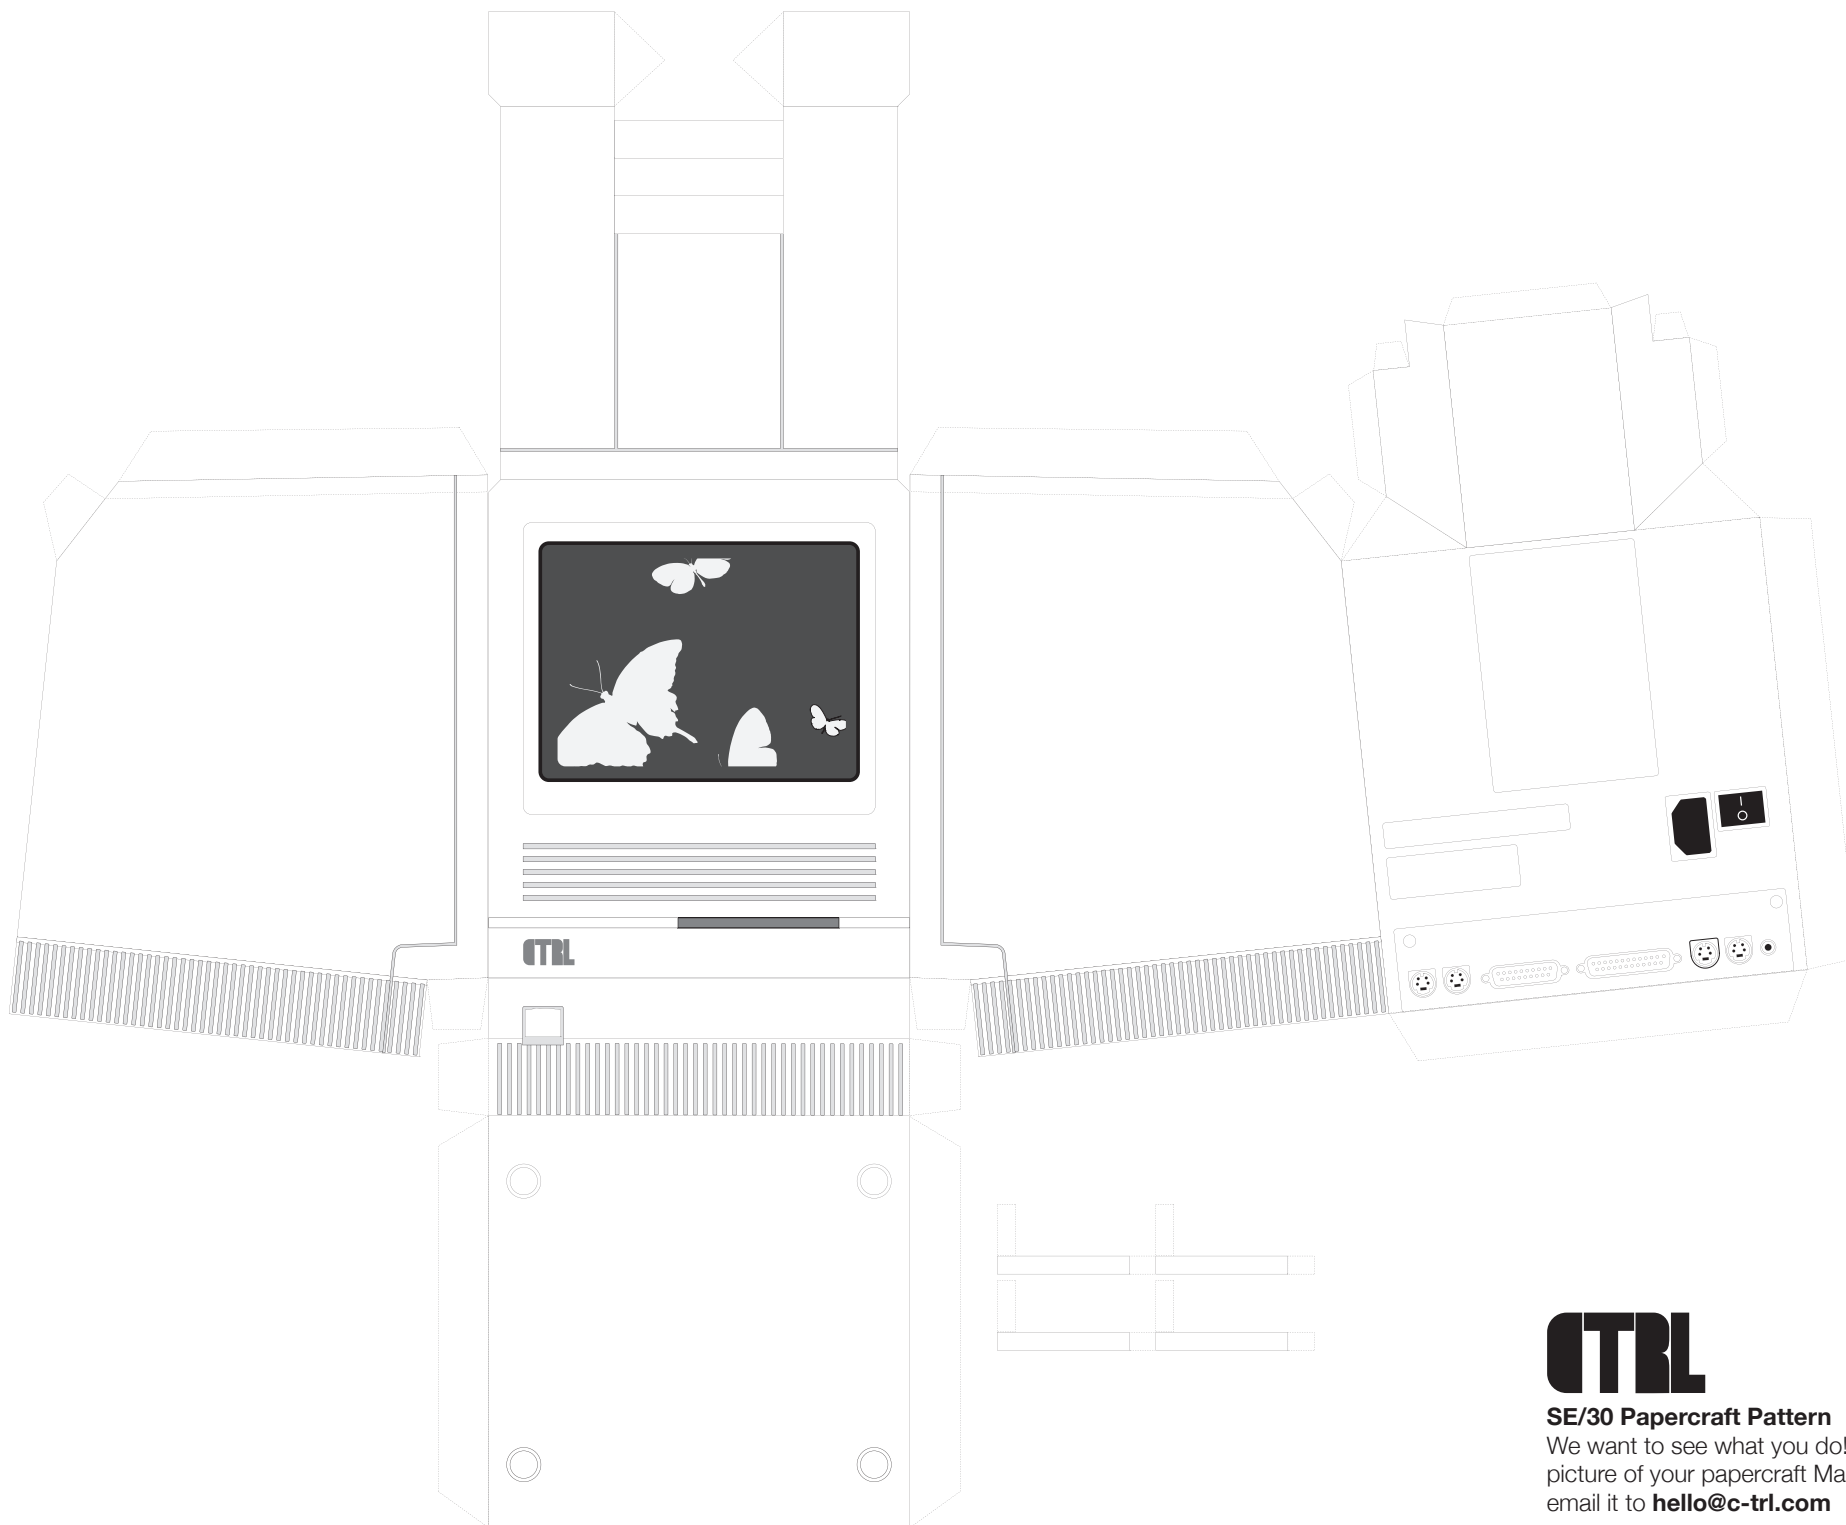 CTRL
CTRL
SE/30 Papercraft Pattern
We want to see what you do!
picture of your papercraft
email it to hello@c-trl.com